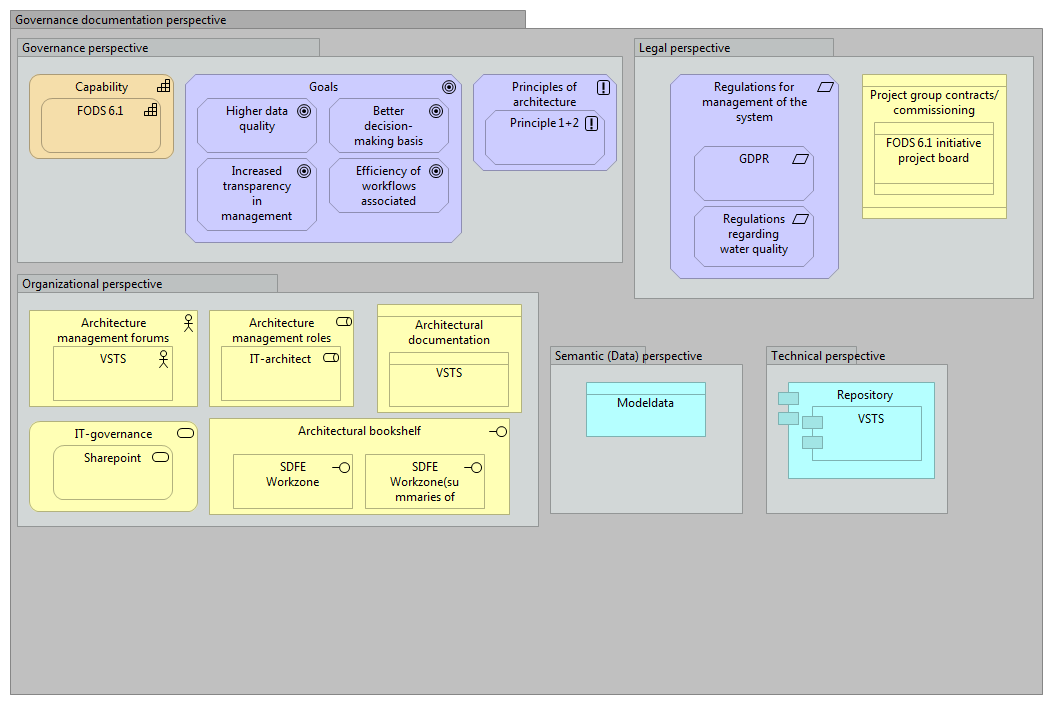 Governance documentation perspective
Governance perspective
Capability
FODS 6.1
Goals
Higher data
quality
Better
decision-
making basis
Increased
transparency
in
management
Efficiency of
workflows
associated
Principles of
architecture
Principle 1+2
Legal perspective
Regulations for
management of the
system
GDPR
Regulations
regarding
water quality
Project group contracts/
commissioning
FODS 6.1 initiative
project board
Organizational perspective
Architecture
management forums
VSTS
Architecture
management roles
IT-architect
Architectural
documentation
VSTS
IT-governance
Sharepoint
Architectural bookshelf
SDFE
Workzone
SDFE
Workzone(su
mmaries of
Semantic (Data) perspective
Modeldata
Technical perspective
Repository
VSTS